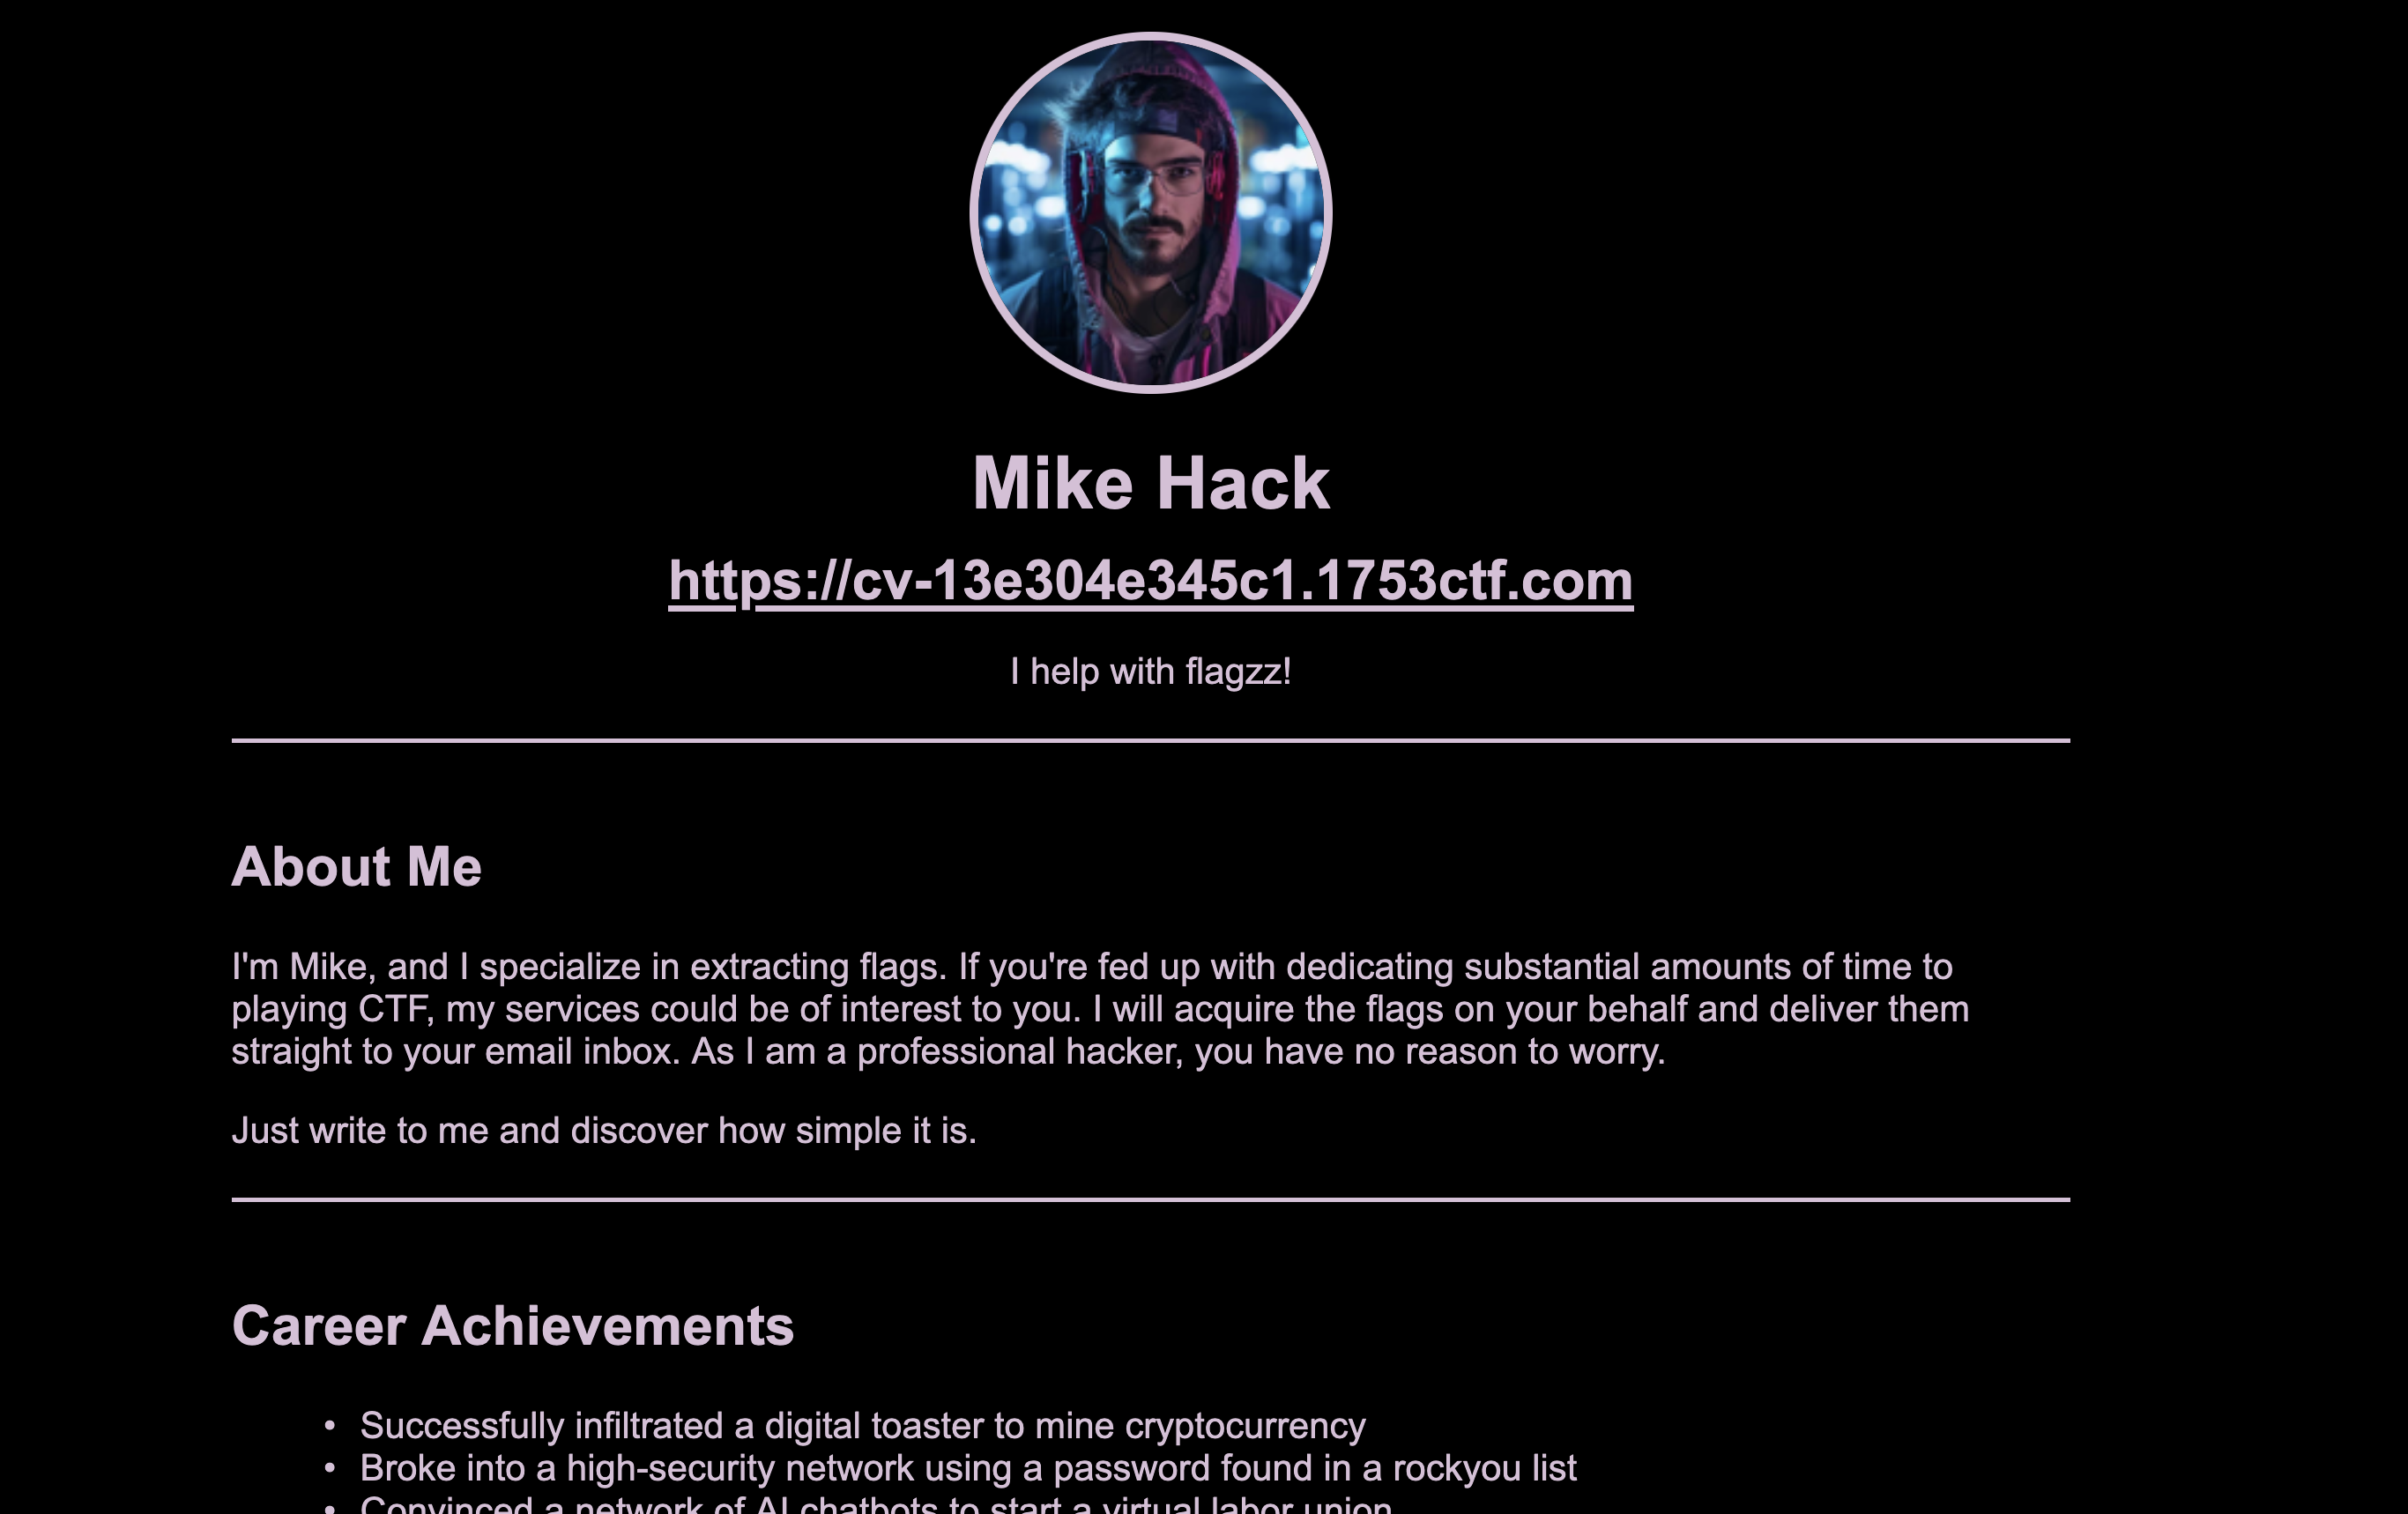 Mike Hack
https://cv-13e304e345c1.1753ctf.com
I help with flagzz!
About Me
I'm Mike, and I specialize in extracting flags. If you're fed up with dedicating substantial amounts of time to
playing CTF, my services could be of interest to you. I will acquire the flags on your behalf and deliver them
straight to your email inbox. As I am a professional hacker, you have no reason to worry.
Just write to me and discover how simple it is.
Career Achievements
• Successfully infiltrated a digital toaster to mine cryptocurrency
• Broke into a high-security network using a password found in a rockyou list
• Convinced a network of AI chatbots to start a virtual labor union